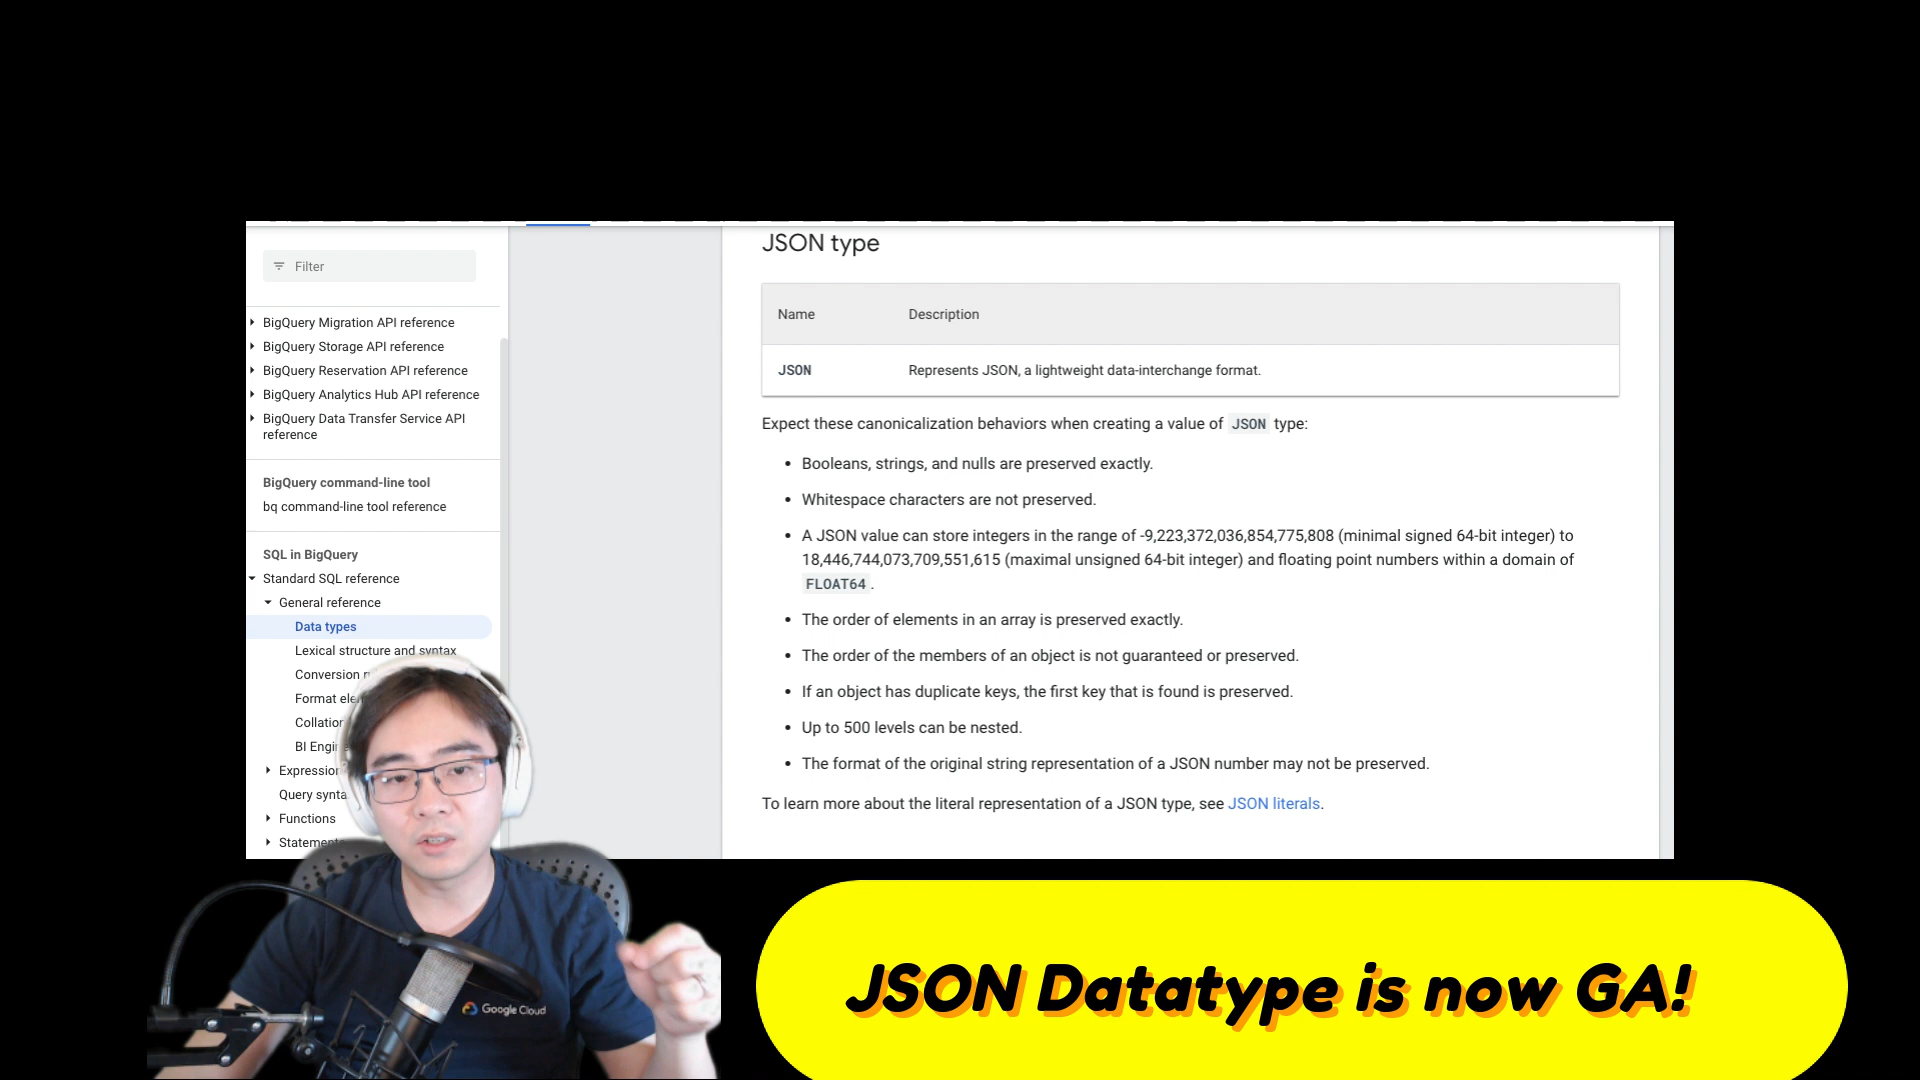 Filter
BigQuery Migration API reference
BigQuery Storage API reference
BigQuery Reservation API reference
BigQuery Analytics Hub API reference
BigQuery Data Transfer Service API
reference
BigQuery command-line tool
bq command-line tool reference
SQL in BigQuery
Standard SQL reference
General reference
Data types
Lexical structure and syntax
Conversion
Format
Expression
Query
Functions
Statements
JSON type
Name Description
JSON Represents JSON, a lightweight data-interchange format.
Expect these canonicalization behaviors when creating a value of JSON type:
• Booleans, strings, and nulls are preserved exactly.
• Whitespace characters are not preserved.
• A JSON value can store integers in the range of -9,223,372,036,854,775,808 (minimal signed 64-bit integer) to
18,446,744,073,709,551,615 (maximal unsigned 64-bit integer) and floating point numbers within a domain of
FLOAT64.
• The order of elements in an array is preserved exactly.
• The order of the members of an object is not guaranteed or preserved.
• If an object has duplicate keys, the first key that is found is preserved.
• Up to 500 levels can be nested.
• The format of the original string representation of a JSON number may not be preserved.
To learn more about the literal representation of a JSON type, see JSON literals.
Google Cloud
JSON Datatype is now GA!